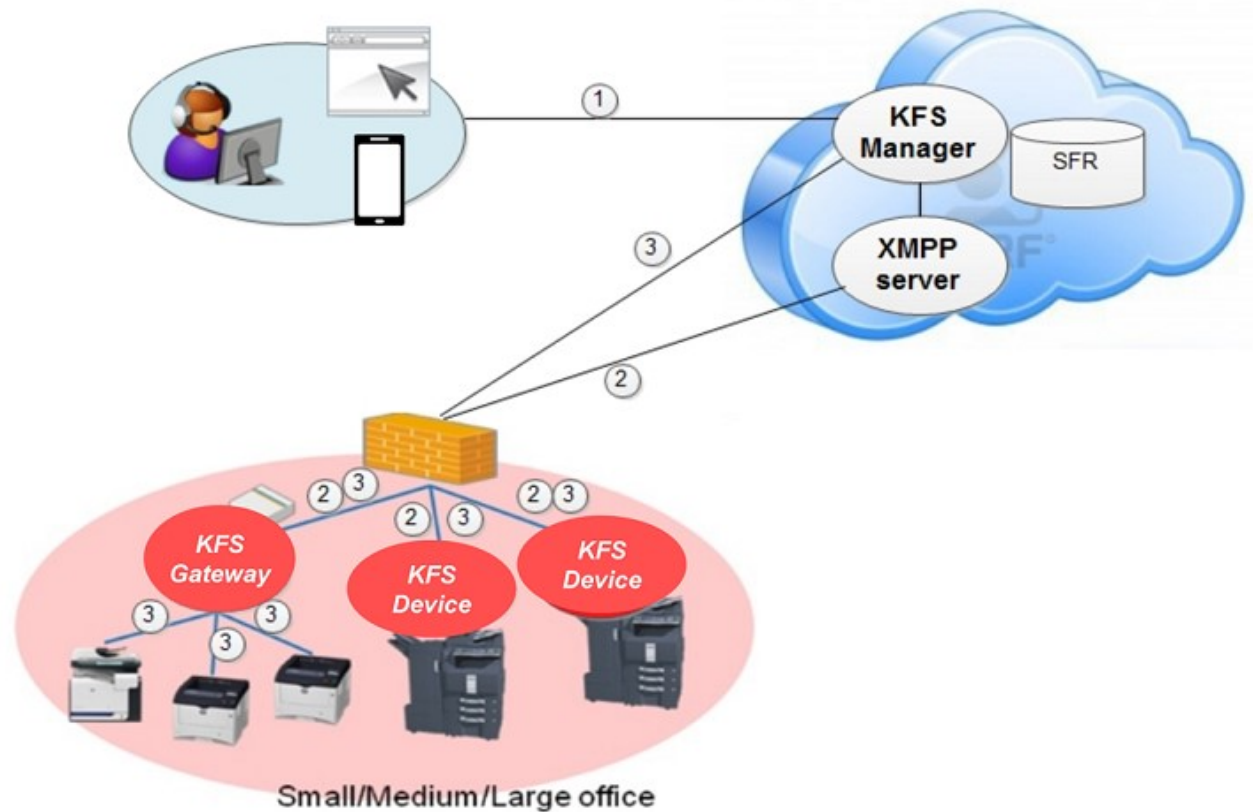 1
KFS
Manager
SFR
3
XMPP
server
RF
2
2 3
2 3
2 3
KFS
Gateway
KFS
Device
KFS
Device
3
3
3
Small/Medium/Large office